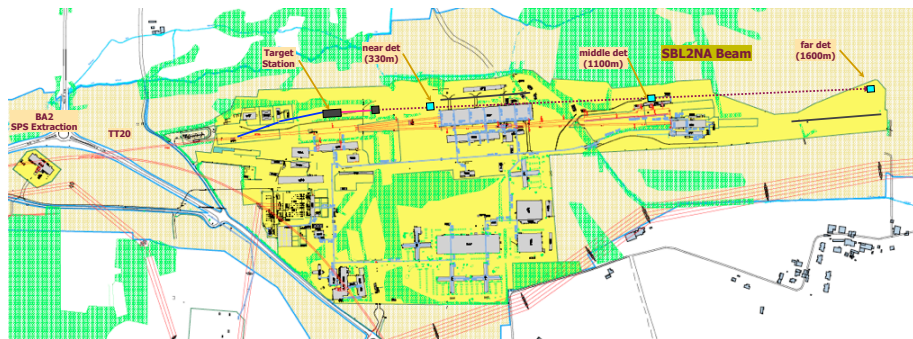 Target
Station
near det
(330m)
middle det
(1100m)
SBL2NA Beam
far det
(1600m)
BA2
SPS Extraction
TT20